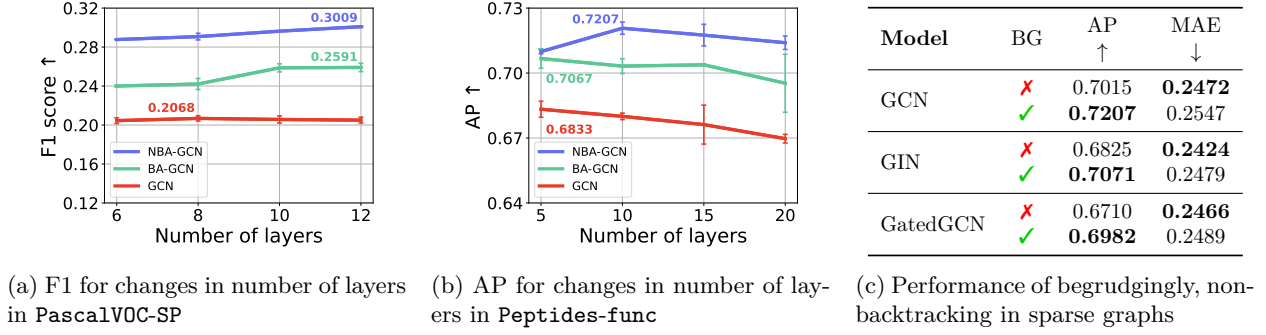 0.32
0.28
0.24
0.20
0.16
0.12
F1 score ↑
0.3009
0.2591
0.2068
NBA-GCN
BA-GCN
GCN
6 8 10 12
Number of layers
(a) F1 for changes in number of layers
in PascalVOC-SP
0.73
0.70
0.67
0.64
AP ↑
0.7207
0.7067
0.6833
NBA-GCN
BA-GCN
GCN
5 10 15 20
Number of layers
(b) AP for changes in number of lay-
ers in Peptides-func
Model BG AP ↑ MAE ↓
GCN
✗ 0.7015 0.2472
✓ 0.7207 0.2547
GIN
✗ 0.6825 0.2424
✓ 0.7071 0.2479
GatedGCN
✗ 0.6710 0.2466
✓ 0.6982 0.2489
(c) Performance of begrudgingly, non-
backtracking in sparse graphs